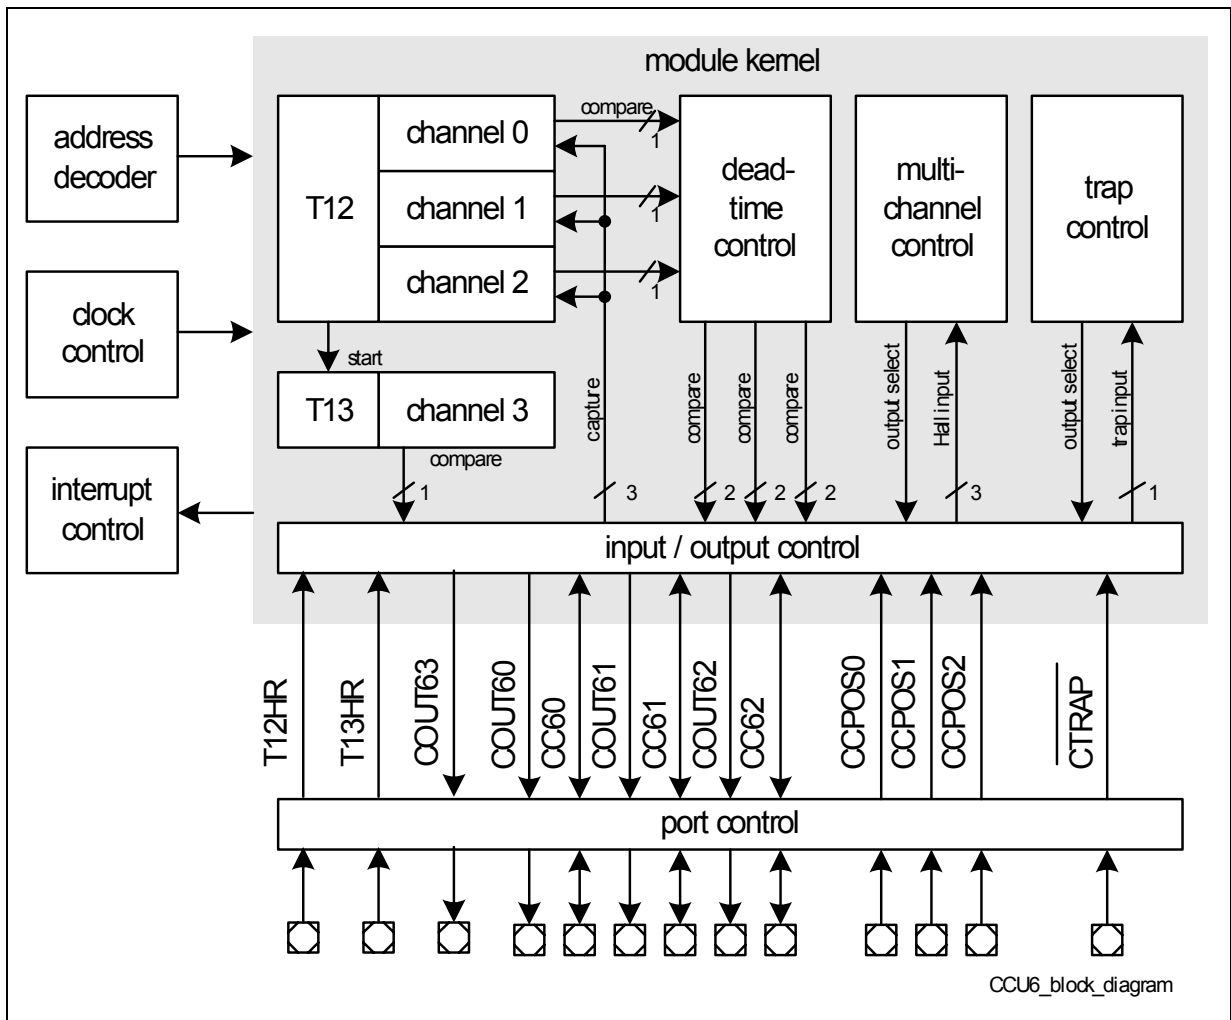 module kernel
address
decoder
clock
control
interrupt
control
T12
channel 0
channel 1
channel 2
compare
1
1
1
dead-
time
control
multi-
channel
control
trap
control
start
T13
channel 3
compare
1
capture
3
compare
2
compare
2
compare
2
output select
Hall input
3
output select
trap input
1
input / output control
T12HR
T13HR
COUT63
COUT60
CC60
COUT61
CC61
COUT62
CC62
CCPOS0
CCPOS1
CCPOS2
CTRAP
port control
CCU6_block_diagram